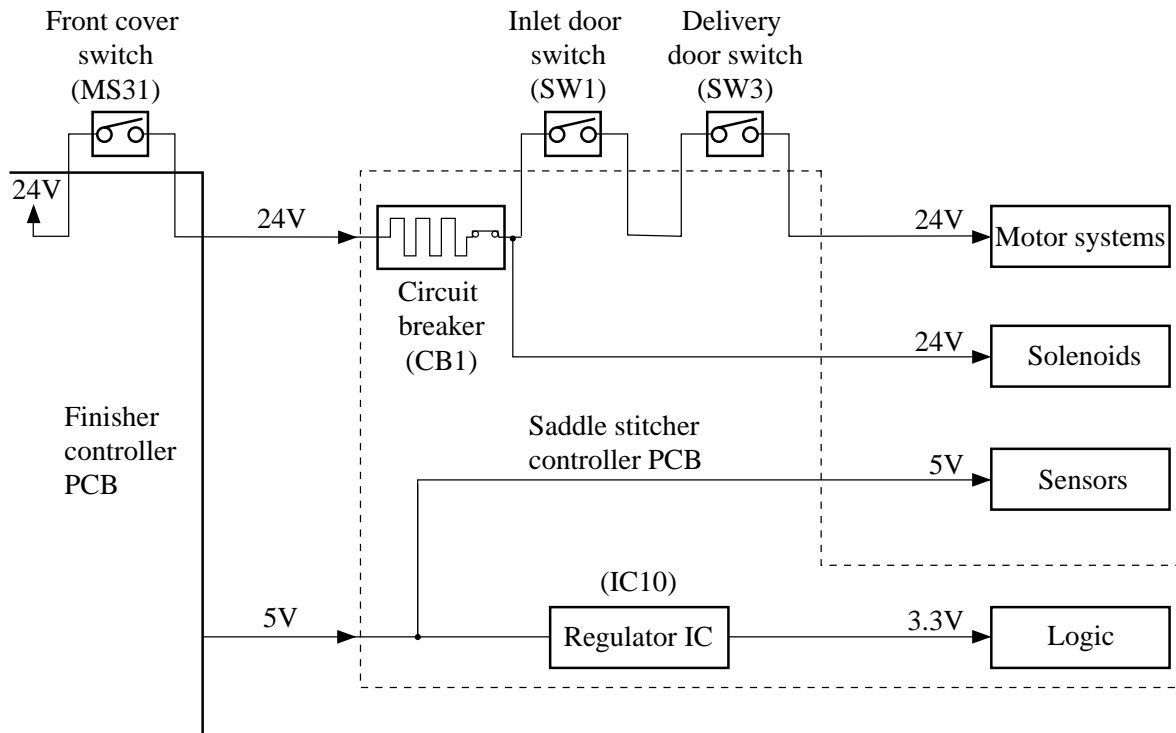 Front cover
switch
(MS31)
Inlet door
switch
(SW1)
Delivery
door switch
(SW3)
24V
24V
24V
Motor systems
Circuit
breaker
(CB1)
24V
Solenoids
Finisher
controller
PCB
Saddle stitcher
controller PCB
5V
Sensors
(IC10)
5V
Regulator IC
3.3V
Logic